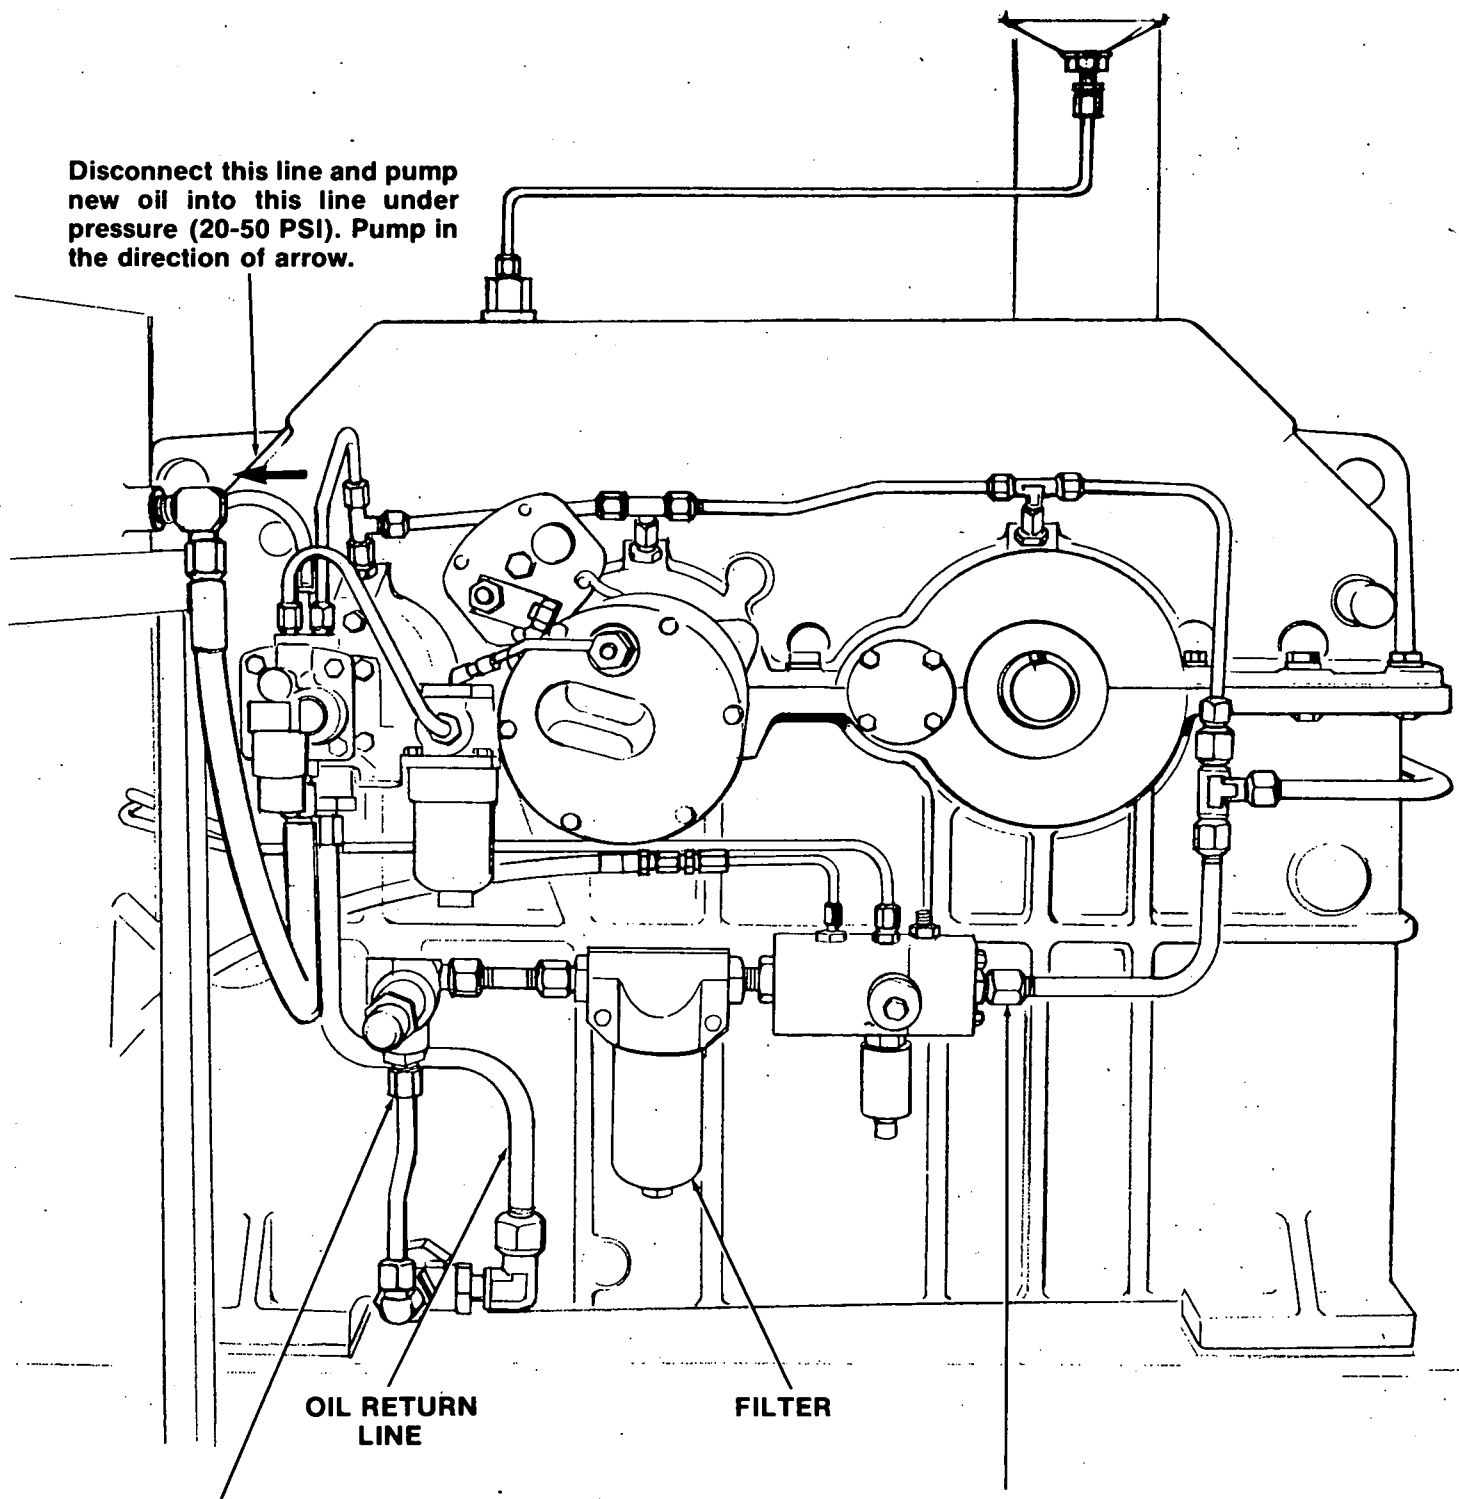 Disconnect this line and pump
new oil into this line under
pressure (20-50 PSI). Pump in
the direction of arrow.
OIL RETURN
LINE
FILTER